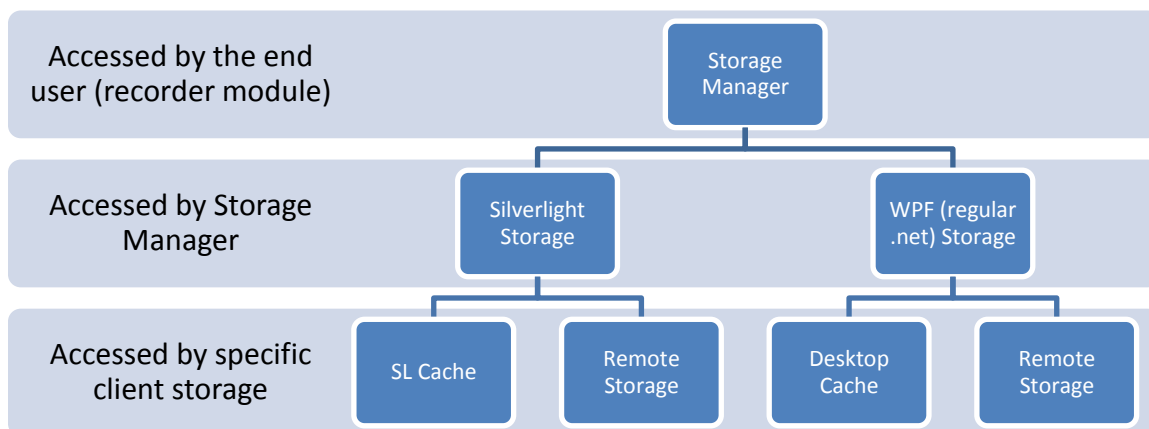 Accessed by the end
user (recorder module)
Storage
Manager
Accessed by Storage
Manager
Silverlight
Storage
WPF (regular
.net) Storage
Accessed by specific
client storage
SL Cache
Remote
Storage
Desktop
Cache
Remote
Storage